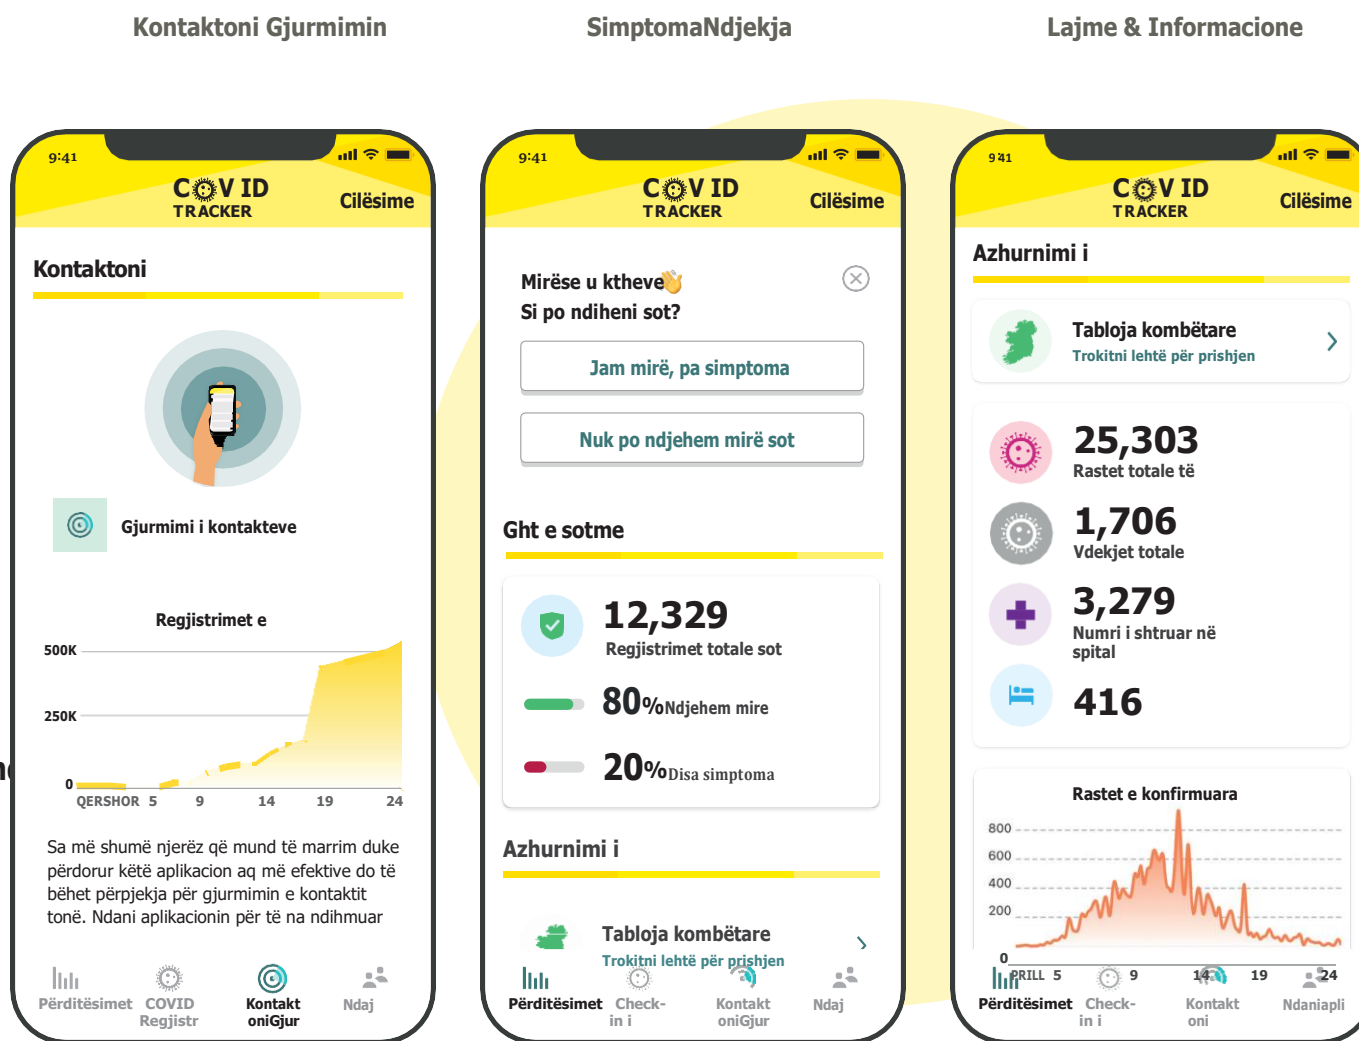 Kontaktoni Gjurmimin
SimptomaNdjekja
Lajme & Informacione
9:41
COVID
TRACKER
Cilësime
Kontaktoni
Gjurmimi i kontakteve
Regjistrimet e
500K
250K
0
QERSHOR 5 9 14 19 24
Sa më shumë njerëz që mund të marrim duke
përdorur këtë aplikacion aq më efektive do të
bëhet përpjekja për gjurmimin e kontaktit
tonë. Ndani aplikacionin për të na ndihmuar
Përditësimet
COVID
Regjistr
Kontakt
oniGjur
Ndaj
9:41
COVID
TRACKER
Cilësime
Mirëse u ktheve👋
Si po ndiheni sot?
Jam mirë, pa simptoma
Nuk po ndjehem mirë sot
Ght e sotme
12,329
Regjistrimet totale sot
80%Ndjehem mire
20%Disa simptoma
Azhurnimi i
Tabloja kombëtare
Trokitni lehtë për prishjen
Përditësimet
Check-
in i
Kontakt
oniGjur
Ndaj
9:41
COVID
TRACKER
Cilësime
Azhurnimi i
Tabloja kombëtare
Trokitni lehtë për prishjen
25,303
Rastet totale të
1,706
Vdekjet totale
3,279
Numri i shtruar në
spital
416
Rastet e konfirmuara
800
600
400
200
0
PRILL 5 9 14 19 24
Përditësimet
Check-
in i
Kontakt
oni
Ndaniapli